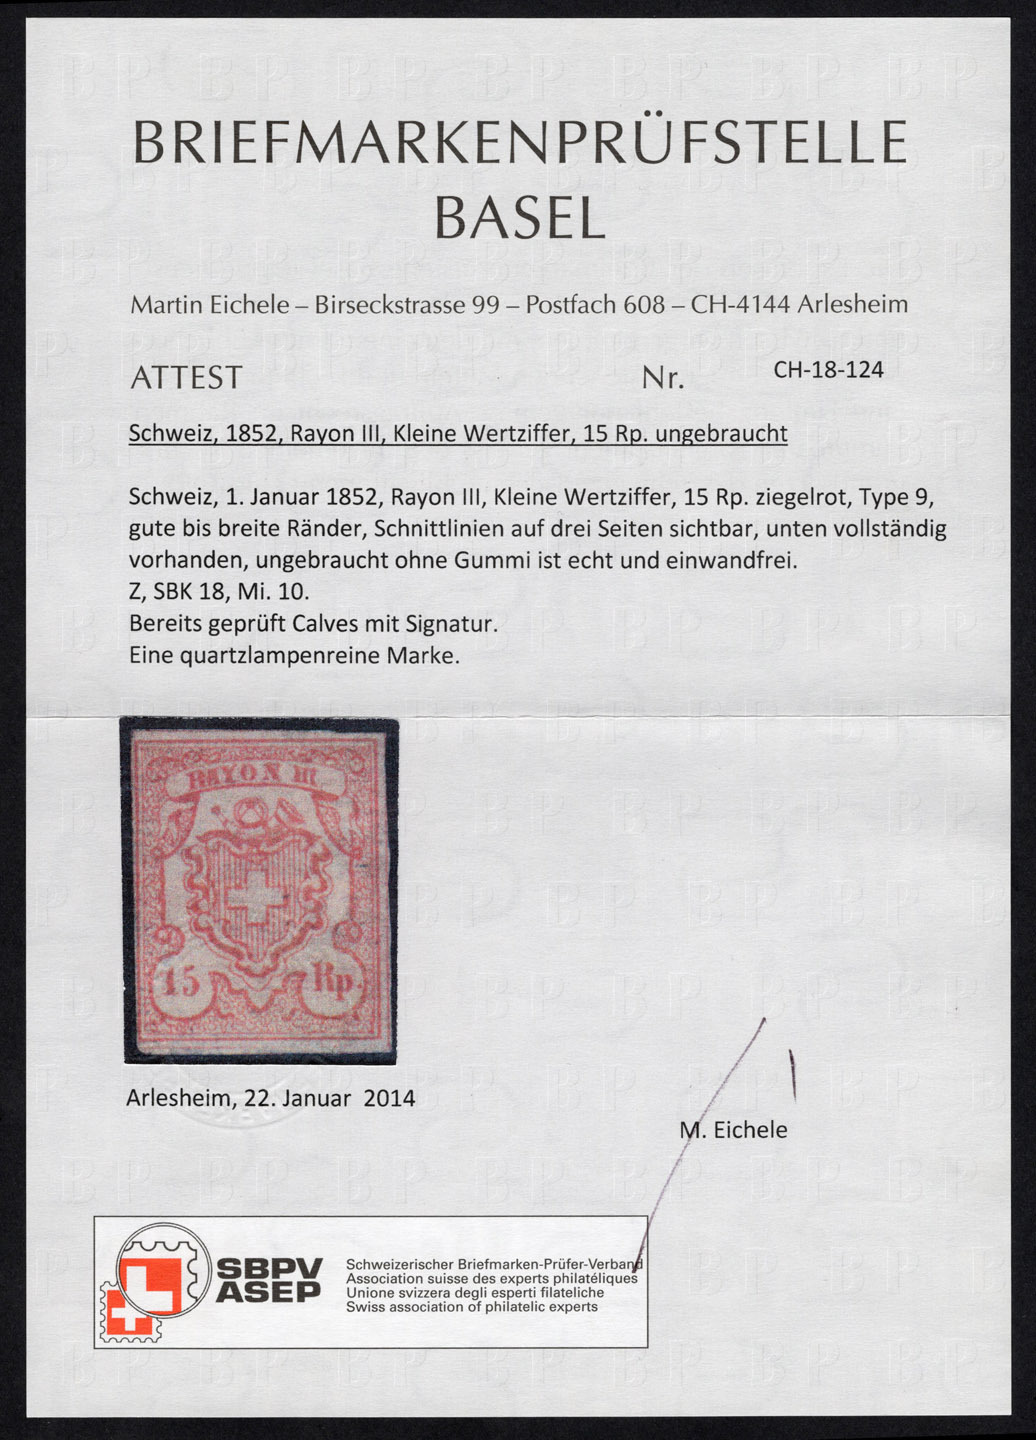 BRIEFMARKENPRÜFSTELLE
BASEL
Martin Eichele – Birseckstrasse 99 – Postfach 608 – CH-4144 Arlesheim
ATTEST Nr. CH-18-124
Schweiz, 1852, Rayon III, Kleine Wertziffer, 15 Rp. ungebraucht
Schweiz, 1. Januar 1852, Rayon III, Kleine Wertziffer, 15 Rp. ziegelrot, Type 9,
gute bis breite Ränder, Schnittlinien auf drei Seiten sichtbar, unten vollständig
vorhanden, ungebraucht ohne Gummi ist echt und einwandfrei.
Z, SBK 18, Mi. 10.
Bereits geprüft Calves mit Signatur.
Eine quartzlampenreine Marke.
RAYON III
15 Rp.
Arlesheim, 22. Januar 2014
M. Eichele
SBPV
ASEP
Schweizerischer Briefmarken-Prüfer-Verband
Association suisse des experts philatéliques
Unione svizzera degli esperti filateliche
Swiss association of philatelic experts